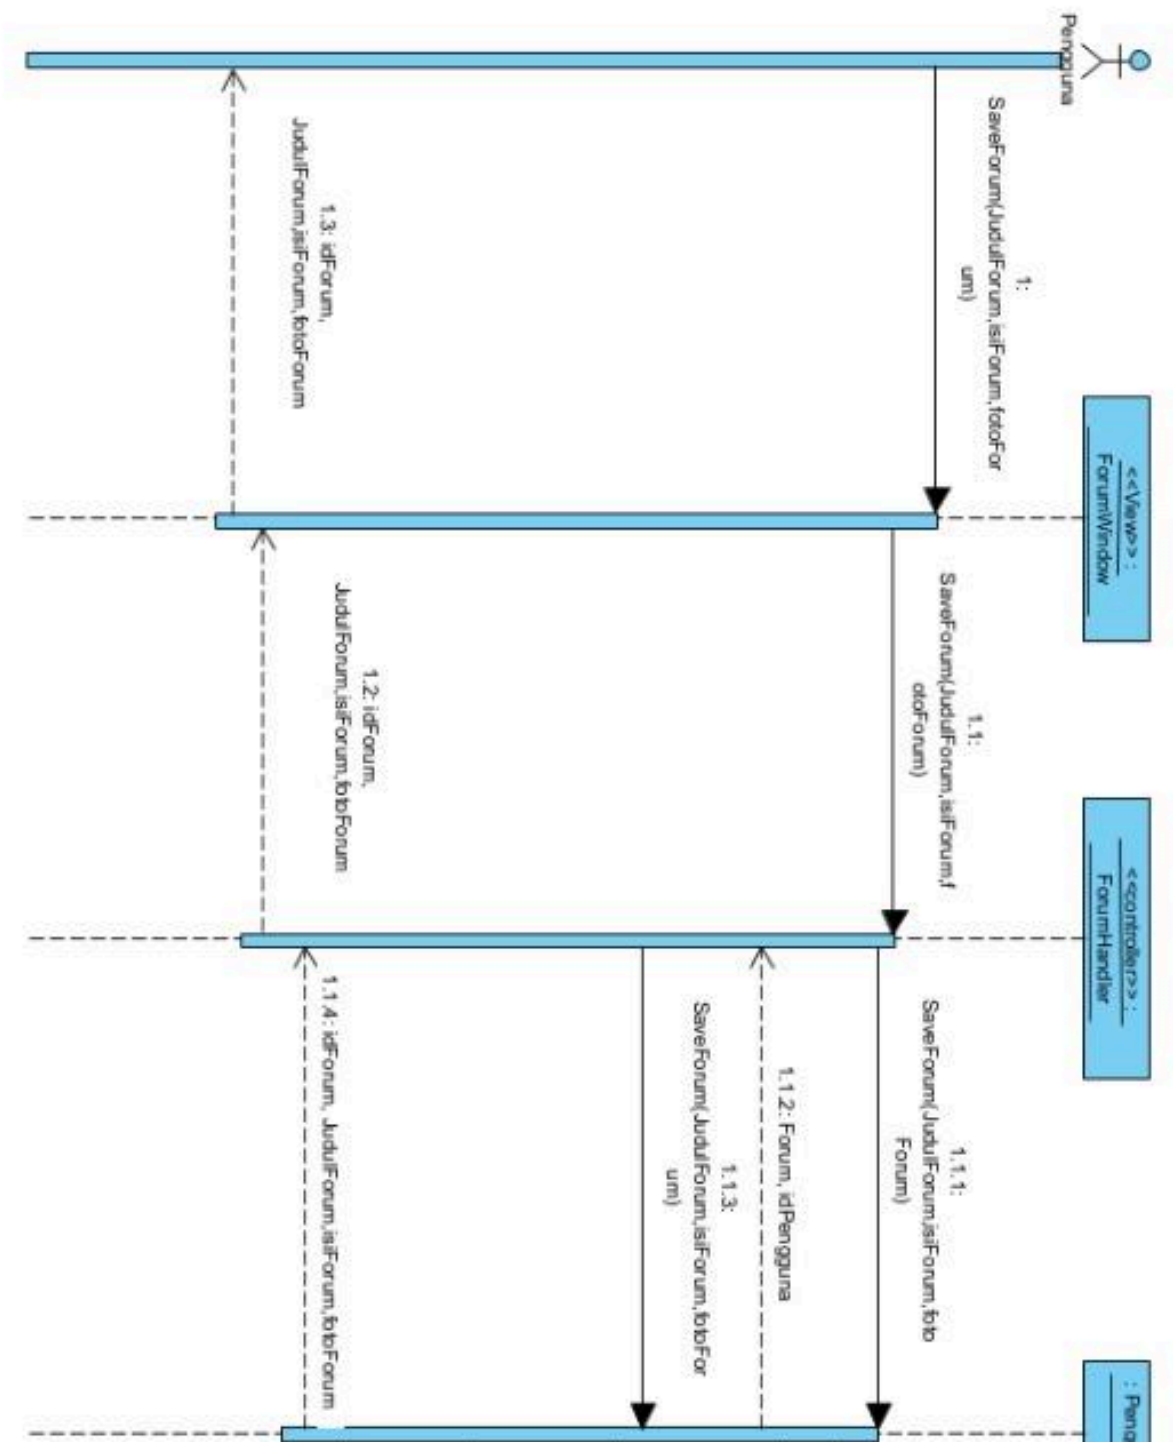 Pengguna
<<View>> :
ForumWindow
<<controller>> :
ForumHandler
: Peng
1:
SaveForum(JudulForum,isiForum,fotoFor
um)
1.1:
SaveForum(JudulForum,isiForum,f
otoForum)
1.1.1:
SaveForum(JudulForum,isiForum,foto
Forum)
1.1.2: Forum, idPengguna
1.1.3:
SaveForum(JudulForum,isiForum,fotoFor
um)
1.1.4: idForum, JudulForum,isiForum,fotoForum
1.2: idForum,
JudulForum,isiForum,fotoForum
1.3: idForum,
JudulForum,isiForum,fotoForum